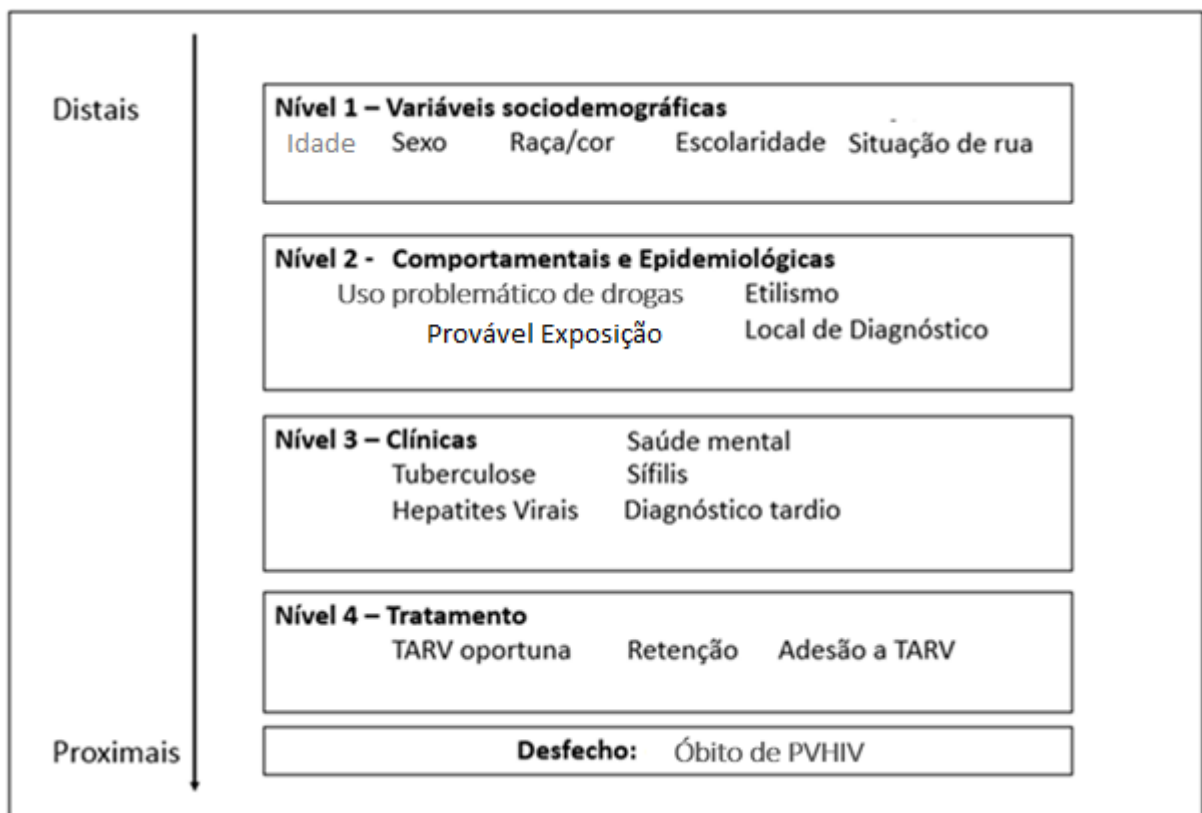 Distais
Nível 1 – Variáveis sociodemográficas
Idade Sexo Raça/cor Escolaridade Situação de rua
Nível 2 - Comportamentais e Epidemiológicas
Uso problemático de drogas Etilismo
Provável Exposição Local de Diagnóstico
Nível 3 – Clínicas Saúde mental
Tuberculose Sífilis
Hepatites Virais Diagnóstico tardio
Nível 4 – Tratamento
TARV oportuna Retenção Adesão a TARV
Proximais
Desfecho: Óbito de PVHIV